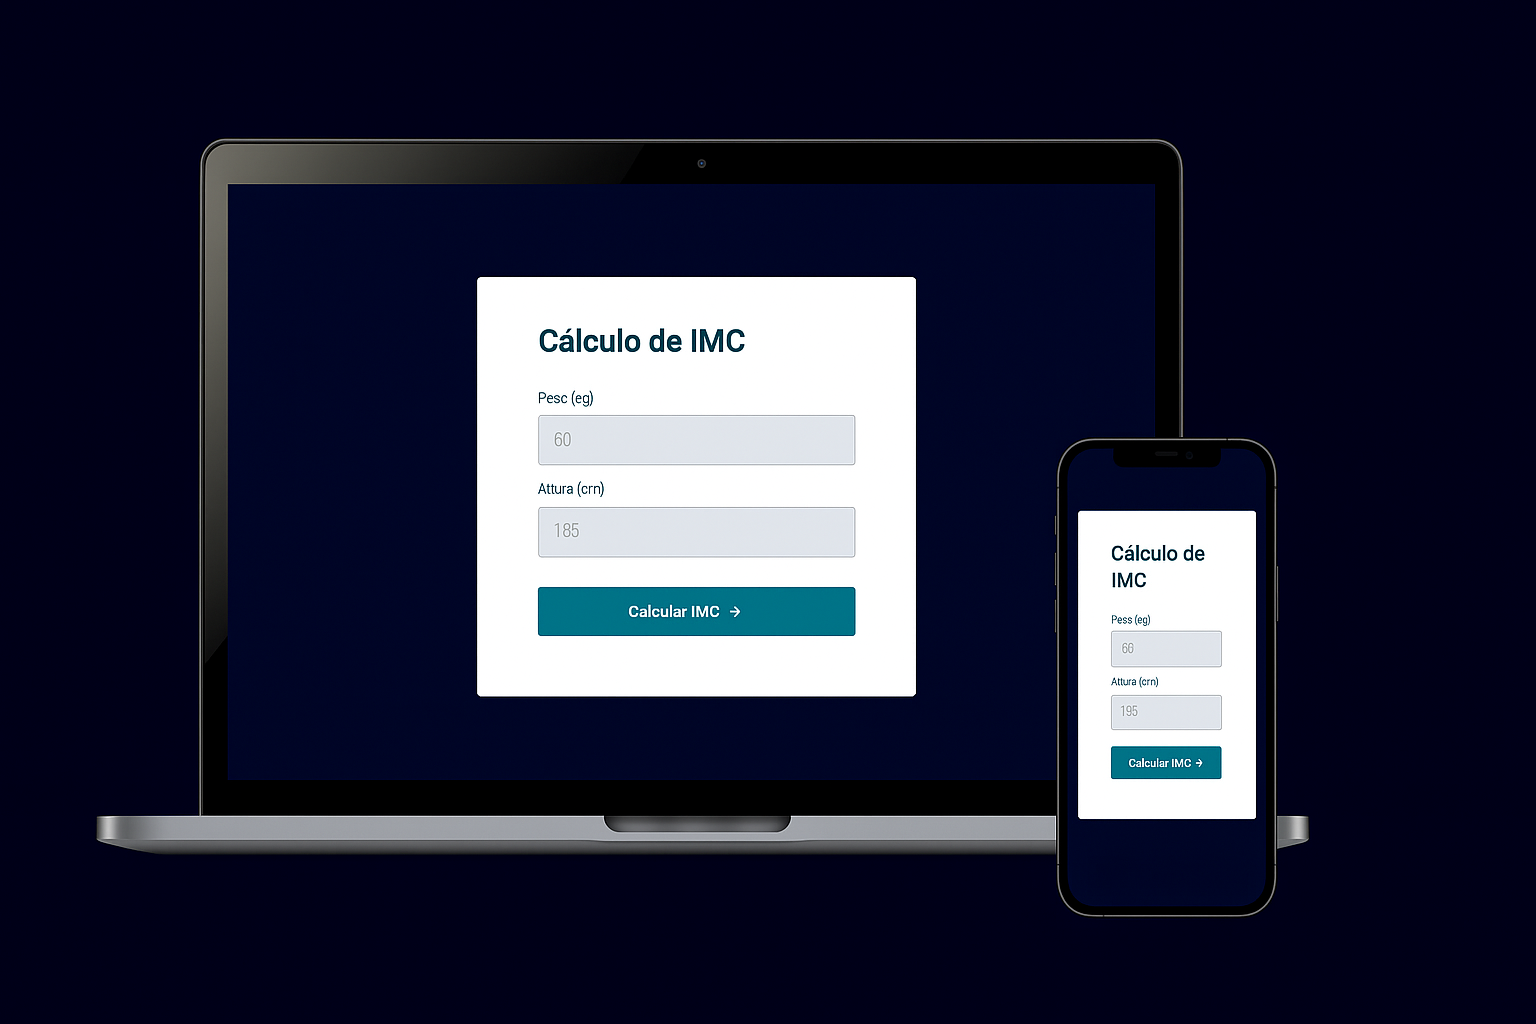 Cálculo de IMC
Pesc (eg)
60
Attura (crn)
185
Calcular IMC →
Cálculo de
IMC
Pess (eg)
60
Attura (crn)
195
Calcular IMC →